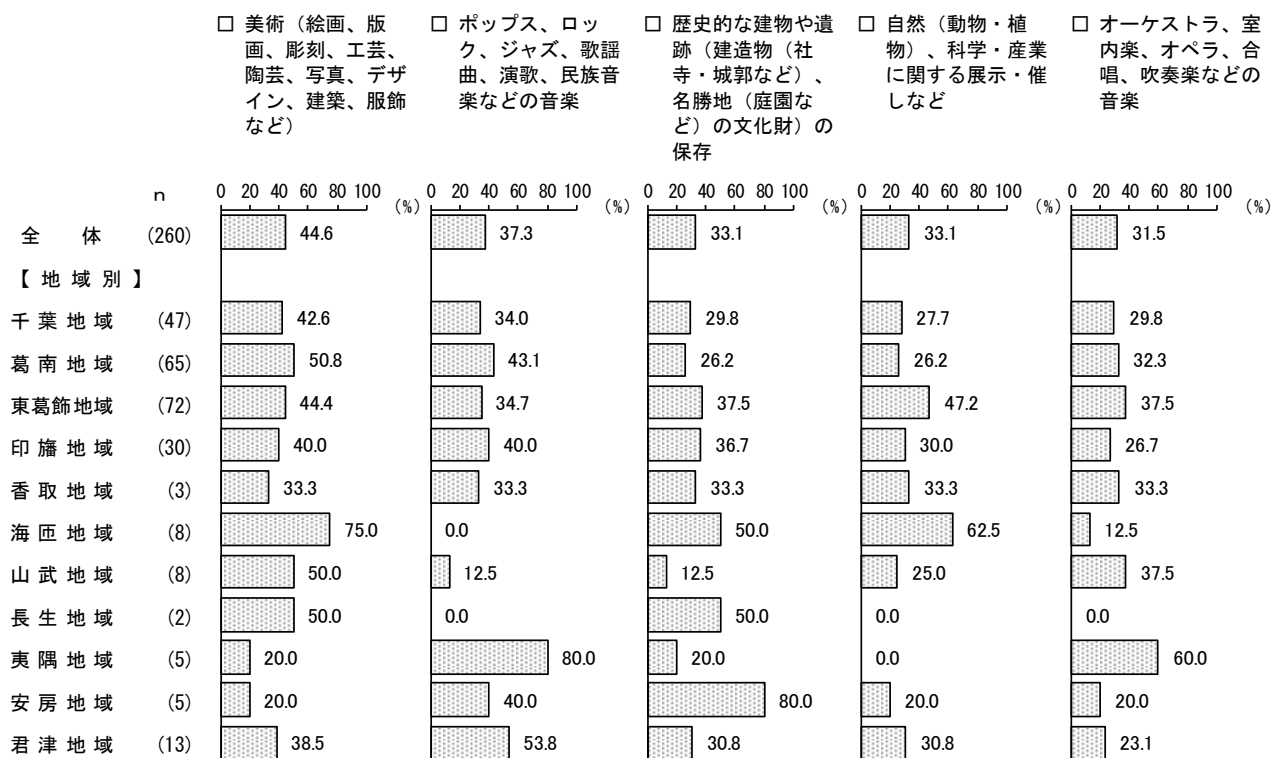 □ 美術（絵画、版
画、彫刻、工芸、
陶芸、写真、デザ
イン、建築、服飾
など）
□ ポップス、ロッ
ク、ジャズ、歌謡
曲、演歌、民族音
楽などの音楽
□ 歴史的な建物や遺
跡（建造物（社
寺・城郭など）、
名勝地（庭園な
ど）の文化財）の
保存
□ 自然（動物・植
物）、科学・産業
に関する展示・催
しなど
□ オーケストラ、室
内楽、オペラ、合
唱、吹奏楽などの
音楽
n
0 20 40 60 80 100
(%)
0 20 40 60 80 100
(%)
0 20 40 60 80 100
(%)
0 20 40 60 80 100
(%)
0 20 40 60 80 100
(%)
全 体 (260) 44.6 37.3 33.1 33.1 31.5
【 地 域 別 】
千 葉 地 域 (47) 42.6 34.0 29.8 27.7 29.8
葛 南 地 域 (65) 50.8 43.1 26.2 26.2 32.3
東葛飾地域 (72) 44.4 34.7 37.5 47.2 37.5
印 旛 地 域 (30) 40.0 40.0 36.7 30.0 26.7
香 取 地 域 (3) 33.3 33.3 33.3 33.3 33.3
海 匝 地 域 (8) 75.0 0.0 50.0 62.5 12.5
山 武 地 域 (8) 50.0 12.5 12.5 25.0 37.5
長 生 地 域 (2) 50.0 0.0 50.0 0.0 0.0
夷 隅 地 域 (5) 20.0 80.0 20.0 0.0 60.0
安 房 地 域 (5) 20.0 40.0 80.0 20.0 20.0
君 津 地 域 (13) 38.5 53.8 30.8 30.8 23.1